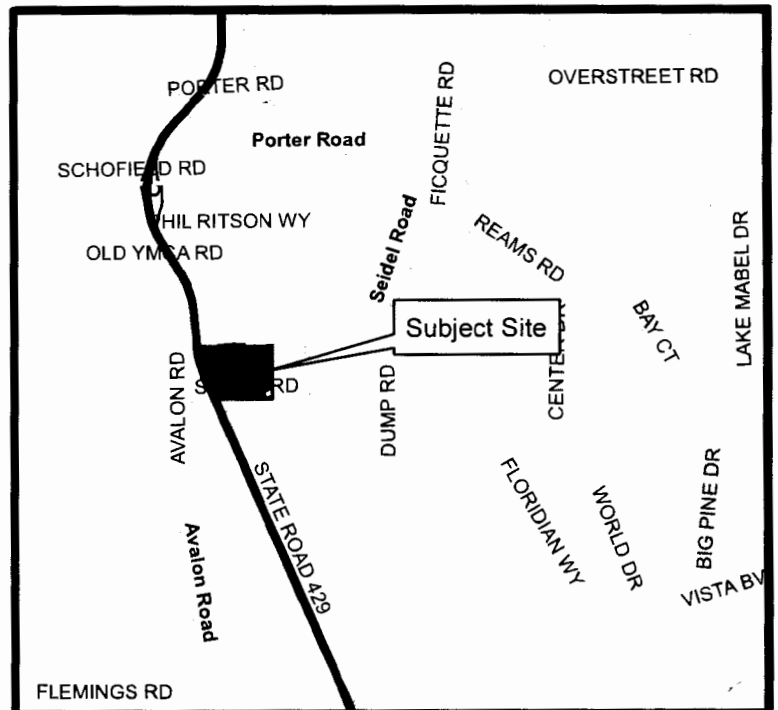 PORTER RD
OVERSTREET RD
FICQUETTE RD
Porter Road
SCHOFIELD RD
PHIL RITSON WY
OLD YMCA RD
Seidel Road
REAMS RD
LAKE MABEL DR
BAY CT
Subject Site
CENTER DR
AVALON RD
RD
DUMP RD
STATE ROAD 429
FLORIDIAN WY
WORLD DR
BIG PINE DR
VISTA BV
Avalon Road
FLEMINGS RD